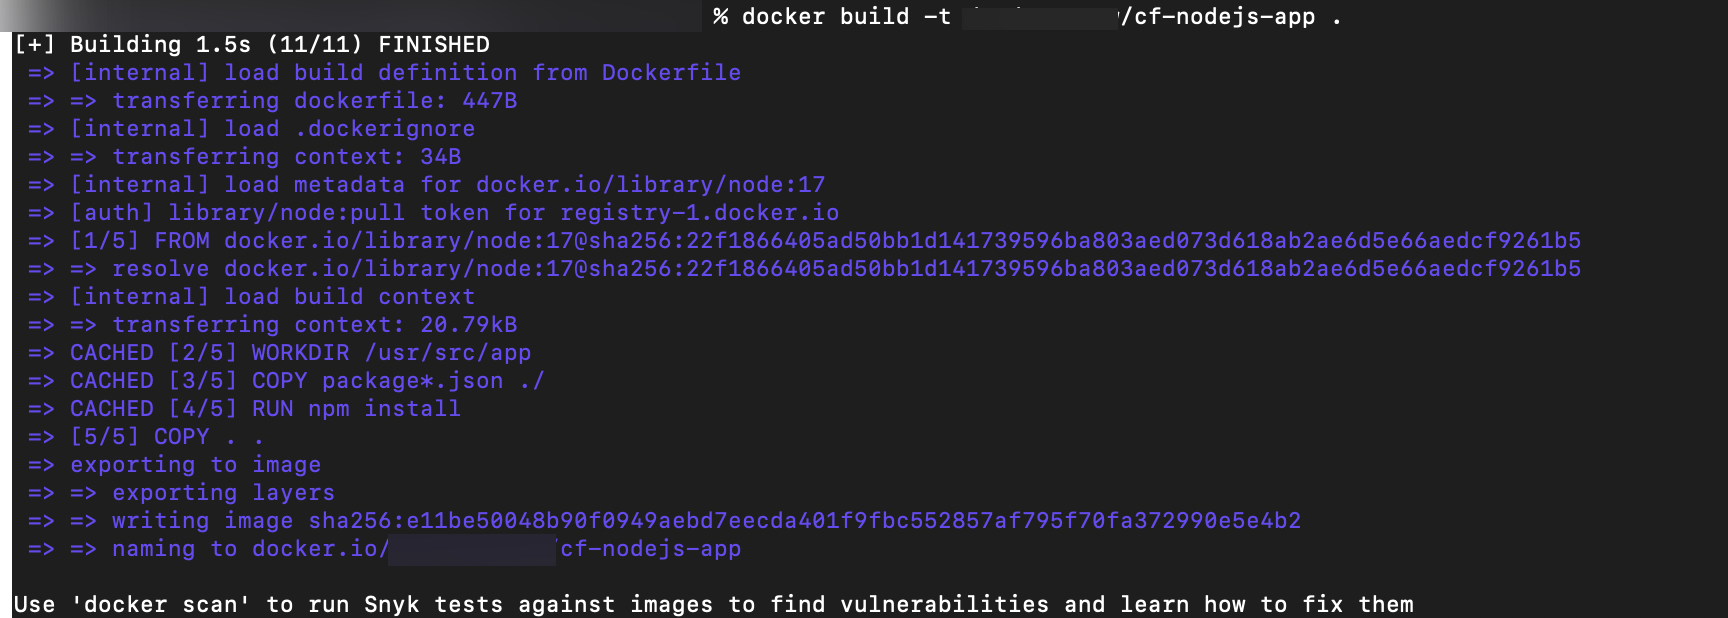 % docker build -t /cf-nodejs-app .
[+] Building 1.5s (11/11) FINISHED
=> [internal] load build definition from Dockerfile
=> => transferring dockerfile: 447B
=> [internal] load .dockerignore
=> => transferring context: 34B
=> [internal] load metadata for docker.io/library/node:17
=> [auth] library/node:pull token for registry-1.docker.io
=> [1/5] FROM docker.io/library/node:17@sha256:22f1866405ad50bb1d141739596ba803aed073d618ab2ae6d5e66aedcf9261b5
=> => resolve docker.io/library/node:17@sha256:22f1866405ad50bb1d141739596ba803aed073d618ab2ae6d5e66aedcf9261b5
=> [internal] load build context
=> => transferring context: 20.79kB
=> CACHED [2/5] WORKDIR /usr/src/app
=> CACHED [3/5] COPY package*.json ./
=> CACHED [4/5] RUN npm install
=> [5/5] COPY . .
=> exporting to image
=> => exporting layers
=> => writing image sha256:e11be50048b90f0949aebd7eecda401f9fbc552857af795f70fa372990e5e4b2
=> => naming to docker.io/ cf-nodejs-app
Use 'docker scan' to run Snyk tests against images to find vulnerabilities and learn how to fix them